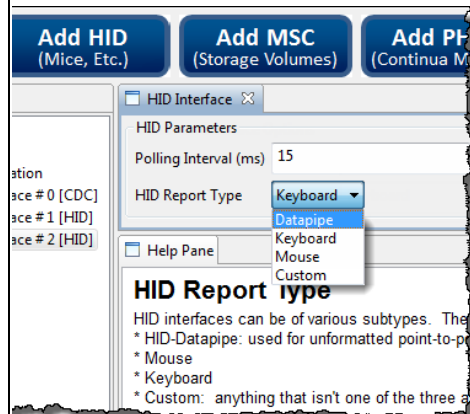 Add HID
(Mice, Etc.)
Add MSC
(Storage Volumes)
Add
(Continua
HID Interface
HID Parameters
Polling Interval (ms) 15
HID Report Type Keyboard
Datapipe
Keyboard
Mouse
Custom
ation
ace # 0 [CDC]
ace # 1 [HID]
ace # 2 [HID]
Help Pane
HID Report Type
HID interfaces can be of various subtypes. The
* HID-Datapipe: used for unformatted point-to-p
* Mouse
* Keyboard
* Custom: anything that isn't one of the three a